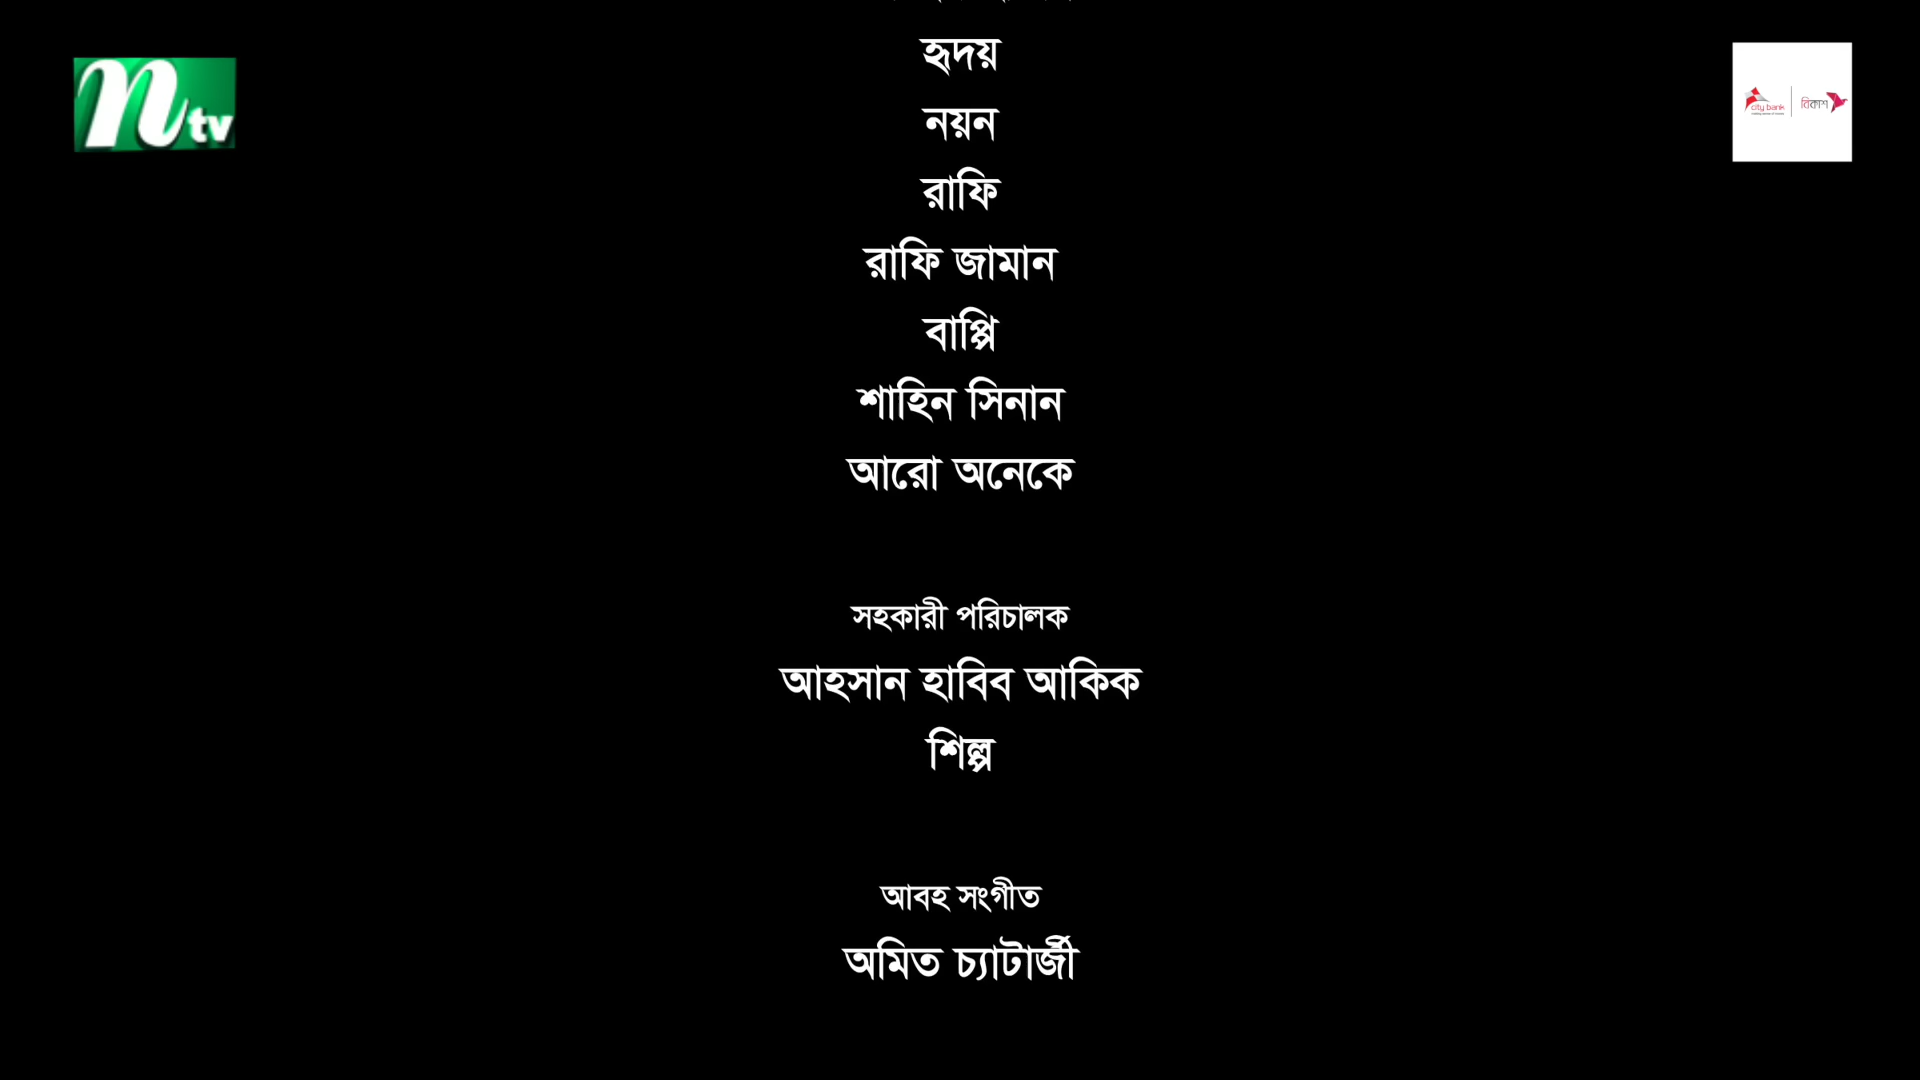 ntv
city bank
বিকাশ
হৃদয়
নয়ন
রাফি
রাফি জামান
বাপ্পি
শাহিন সিনান
আরো অনেকে
সহকারী পরিচালক
আহসান হাবিব আকিক
শিল্প
আবহ সংগীত
অমিত চ্যাটার্জী